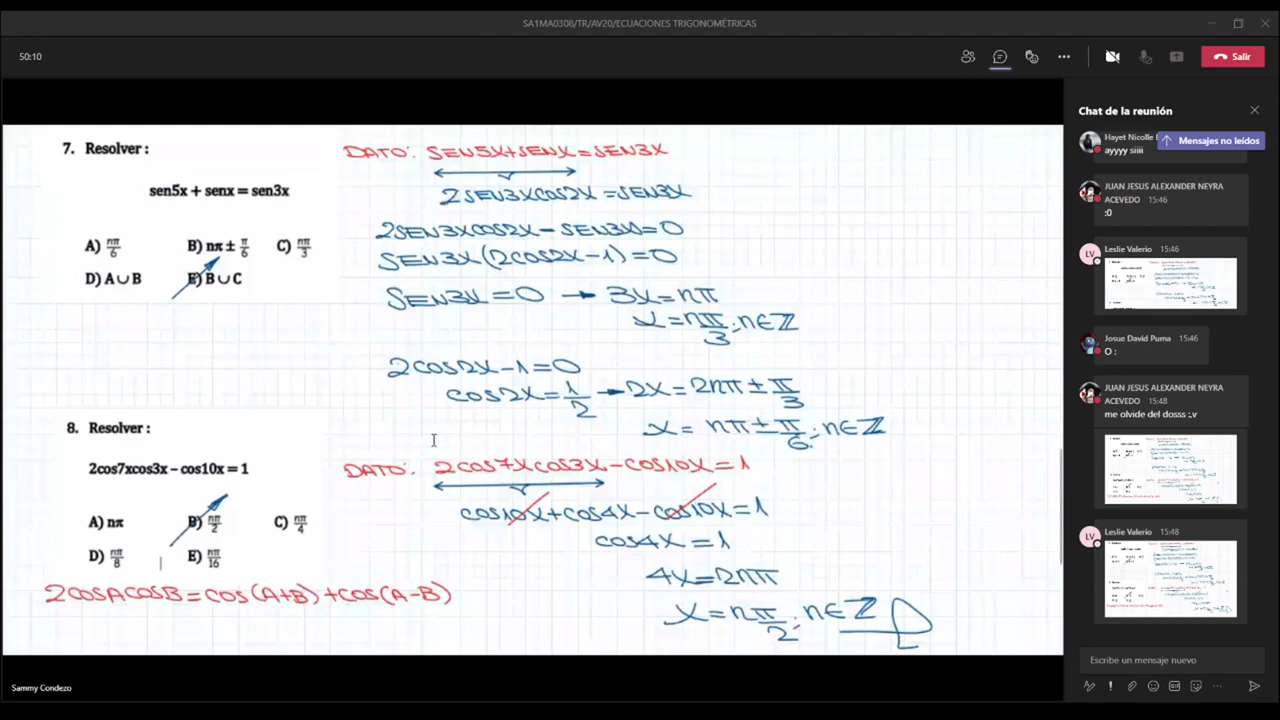 SA1MA0306/TR/AV20/ECUACIONES TRIGONOMÉTRICAS
50:10
Salir
7. Resolver :
sen5x + senx = sen3x
A) nπ/6 B) nπ ± π/6 C) nπ/3
D) A ∪ B E) B ∪ C
DATO: SEN5X+SENX=SEN3X
2SEN3XCOS2X=SEN3X
2SEN3XCOS2X-SEN3X=0
SEN3X(2COS2X-1)=0
SEN3X=0 → 3X=nπ
X=nπ/3; n∈ℤ
2COS2X-1=0
COS2X=1/2 → 2X=2nπ±π/3
X= nπ±π/6; n∈ℤ
8. Resolver :
2cos7xcos3x – cos10x = 1
A) nπ B) nπ/2 C) nπ/4
D) nπ/8 E) nπ/16
2COSACOSB=COS(A+B)+COS(A-B)
DATO: 2COS7XCOS3X-COS10X=1
COS10X+COS4X-COS10X=1
COS4X=1
4X=2nπ
X=nπ/2; n∈ℤ
Sammy Condezo
Chat de la reunión
Hayet Nicolle
Mensajes no leídos
ayyyy siiii
JUAN JESUS ALEXANDER NEYRA
ACEVEDO 15:46
:0
Leslie Valerio 15:46
Josue David Puma 15:46
O :
JUAN JESUS ALEXANDER NEYRA
ACEVEDO 15:48
me olvide del dosss :,v
Leslie Valerio 15:48
LV
LV
Escribe un mensaje nuevo
GIF